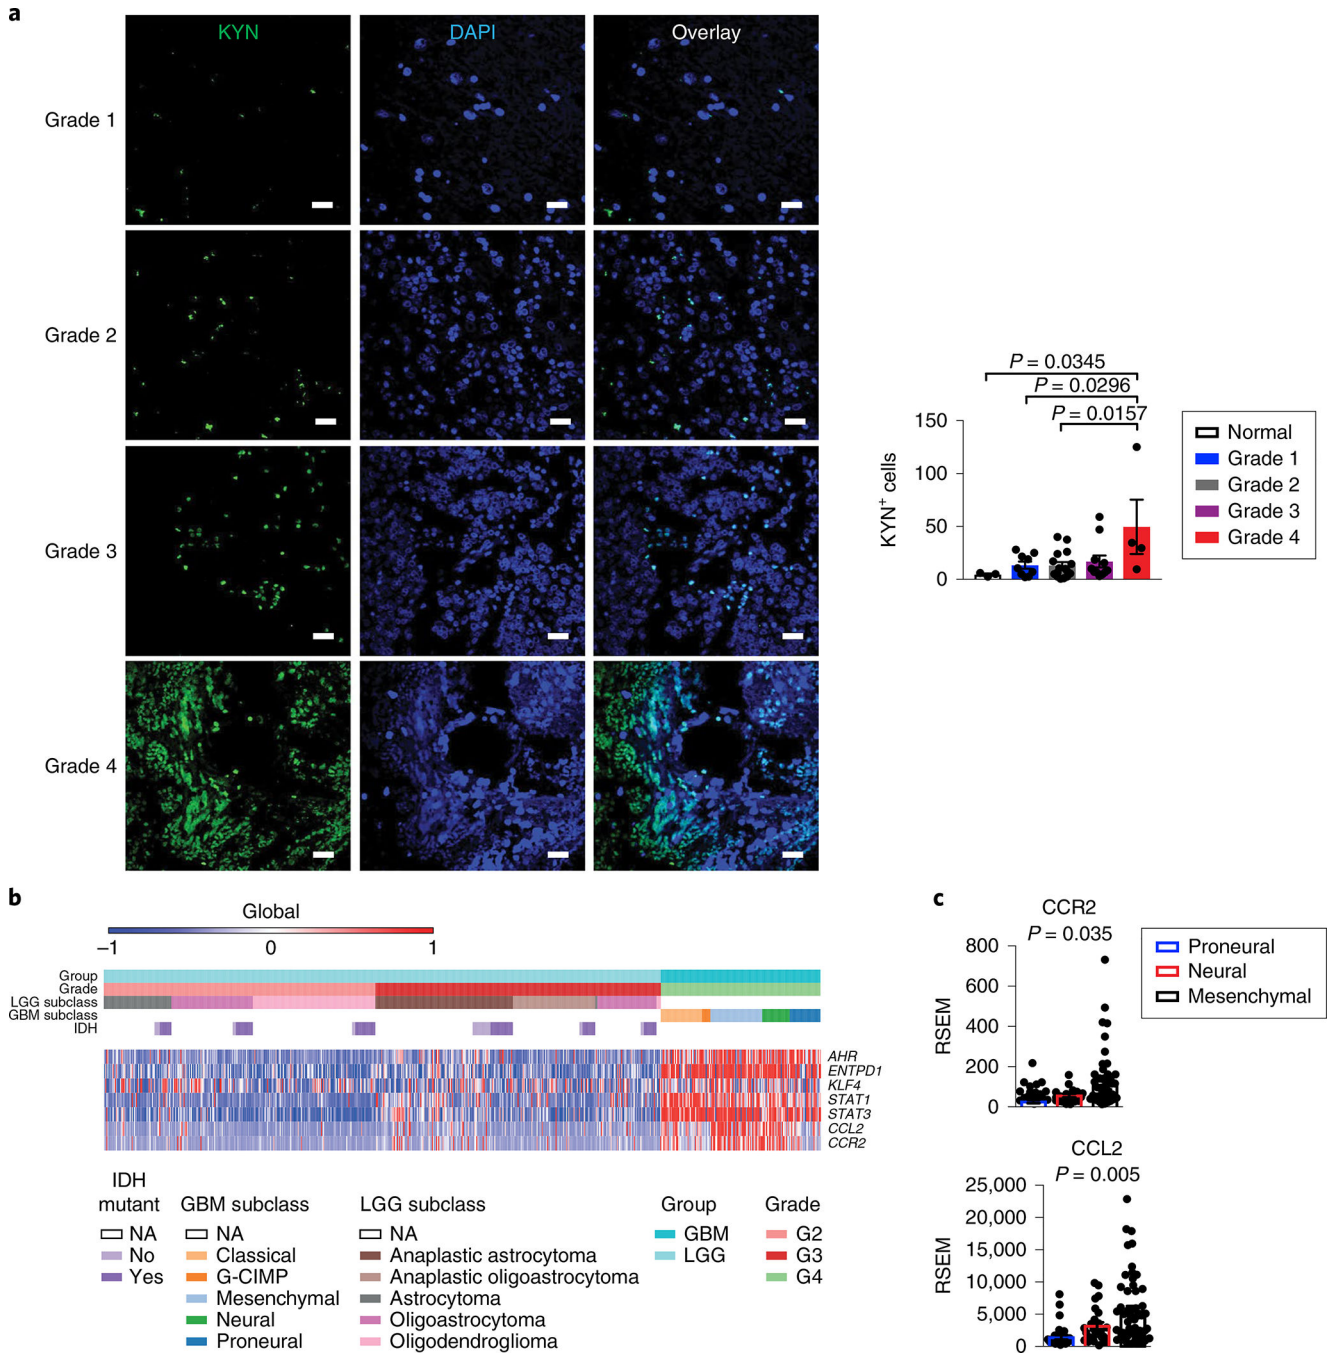 a
KYN
DAPI
Overlay
Grade 1
Grade 2
Grade 3
Grade 4
P = 0.0345
P = 0.0296
P = 0.0157
150
100
50
0
KYN+ cells
Normal
Grade 1
Grade 2
Grade 3
Grade 4
b
Global
−1
0
1
Group
Grade
LGG subclass
GBM subclass
IDH
AHR
ENTPD1
KLF4
STAT1
STAT3
CCL2
CCR2
IDH
mutant
NA
No
Yes
GBM subclass
NA
Classical
G-CIMP
Mesenchymal
Neural
Proneural
LGG subclass
NA
Anaplastic astrocytoma
Anaplastic oligoastrocytoma
Astrocytoma
Oligoastrocytoma
Oligodendroglioma
Group
GBM
LGG
Grade
G2
G3
G4
c
CCR2
P = 0.035
800
600
400
200
0
RSEM
Proneural
Neural
Mesenchymal
CCL2
P = 0.005
25,000
20,000
15,000
10,000
5,000
0
RSEM